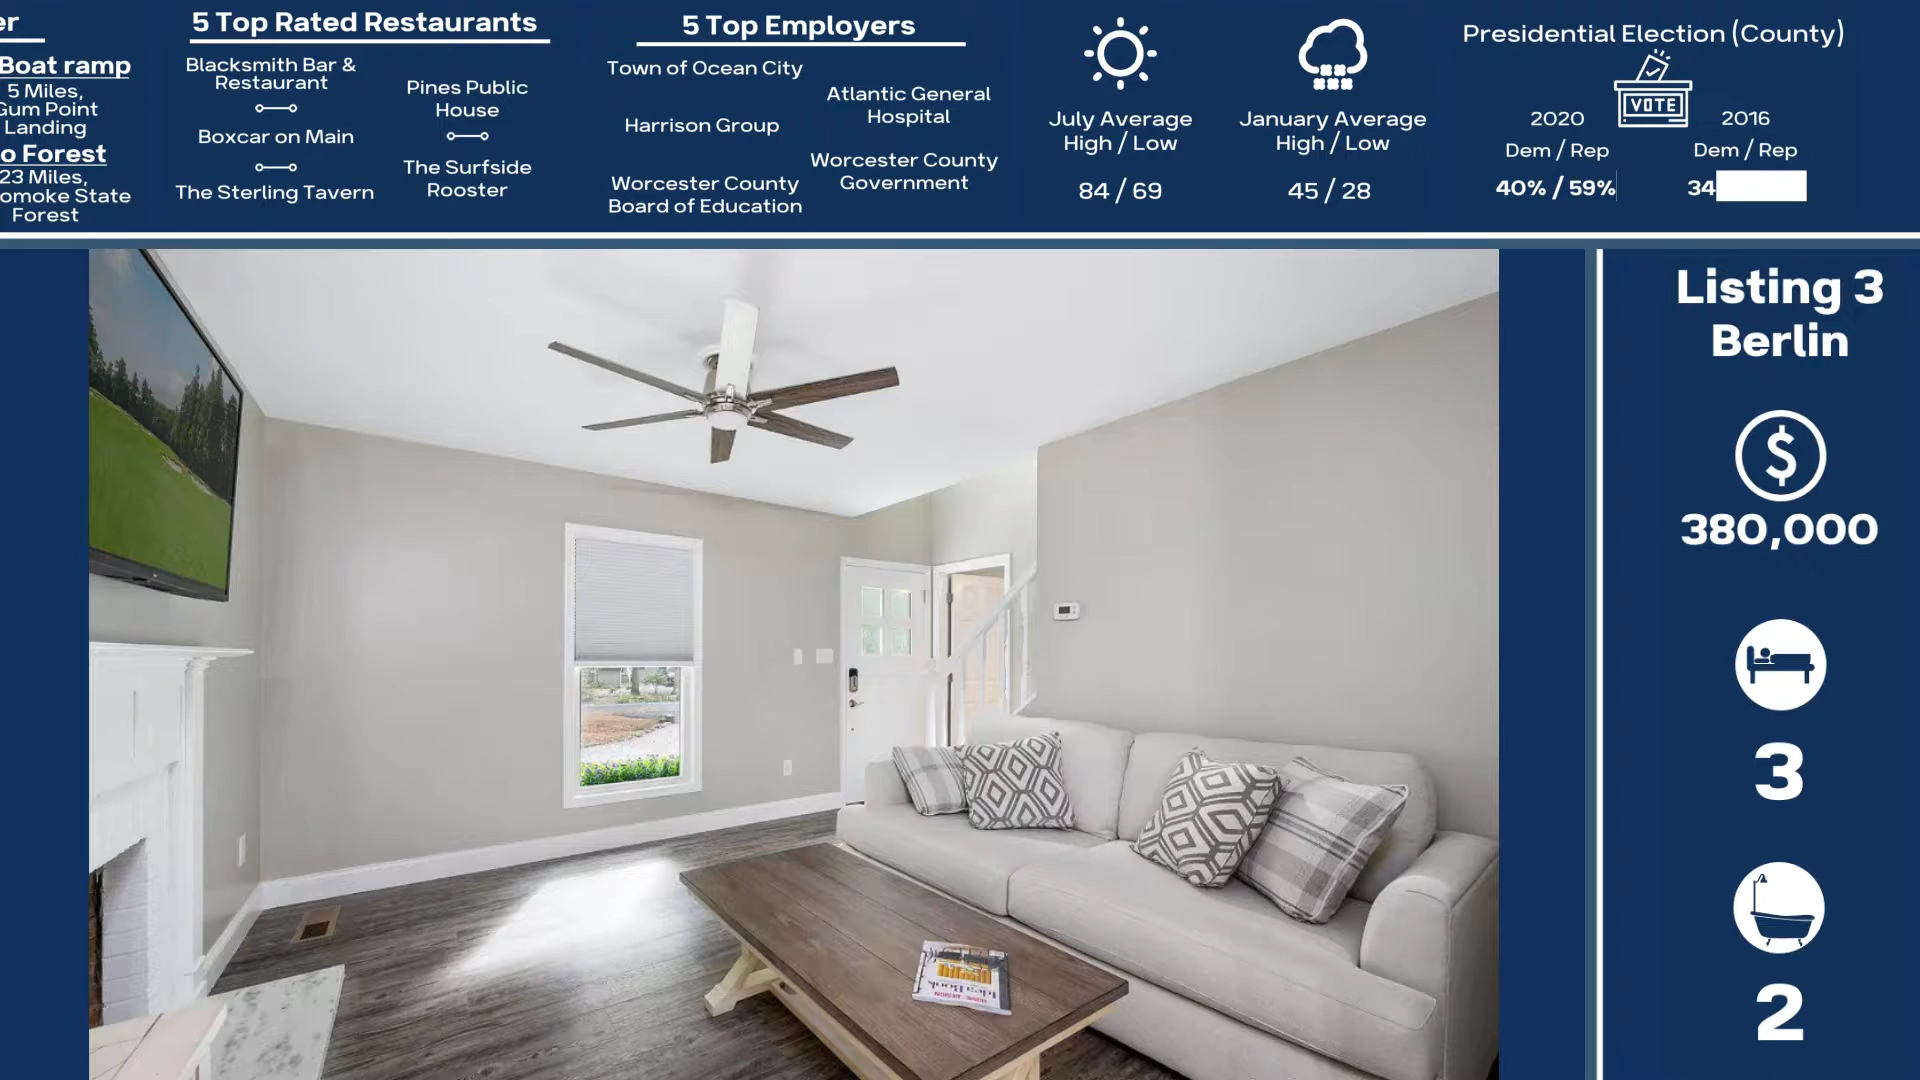 er
Boat ramp
5 Miles,
Gum Point
Landing
o Forest
23 Miles,
omoke State
Forest
5 Top Rated Restaurants
Blacksmith Bar &
Restaurant
Boxcar on Main
The Sterling Tavern
Pines Public
House
The Surfside
Rooster
5 Top Employers
Town of Ocean City
Harrison Group
Worcester County
Board of Education
Atlantic General
Hospital
Worcester County
Government
July Average
High / Low
84 / 69
January Average
High / Low
45 / 28
Presidential Election (County)
VOTE
2020
Dem / Rep
40% / 59%
2016
Dem / Rep
34
Listing 3
Berlin
$
380,000
3
2
Idea Book